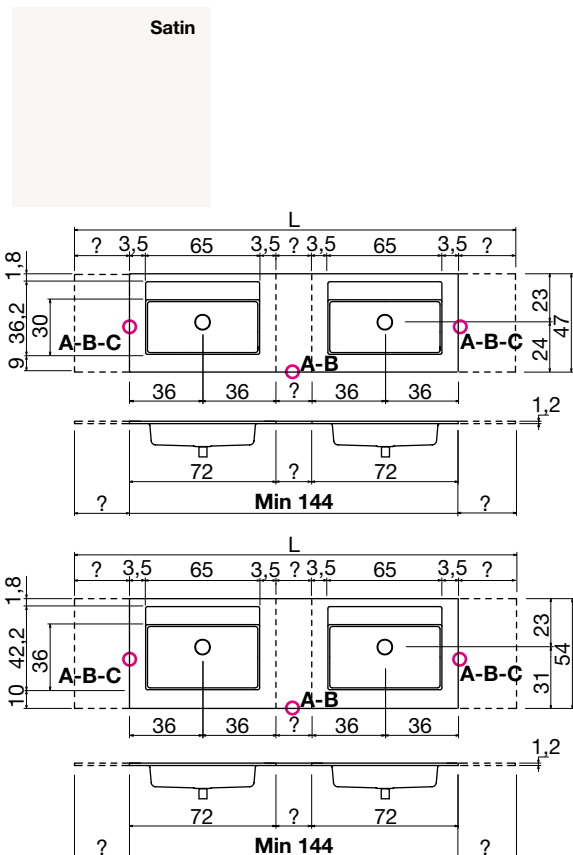 Satin
L
? 3,5 65 3,5 ? 3,5 65 3,5 ?
1,8
36,2
30
9
23
47
24
A-B-C
A-B-C
A-B
36 36 ? 36 36
1,2
72 ? 72
? Min 144 ?
L
? 3,5 65 3,5 ? 3,5 65 3,5 ?
1,8
42,2
36
10
23
54
31
A-B-C
A-B-C
A-B
36 36 ? 36 36
1,2
72 ? 72
? Min 144 ?